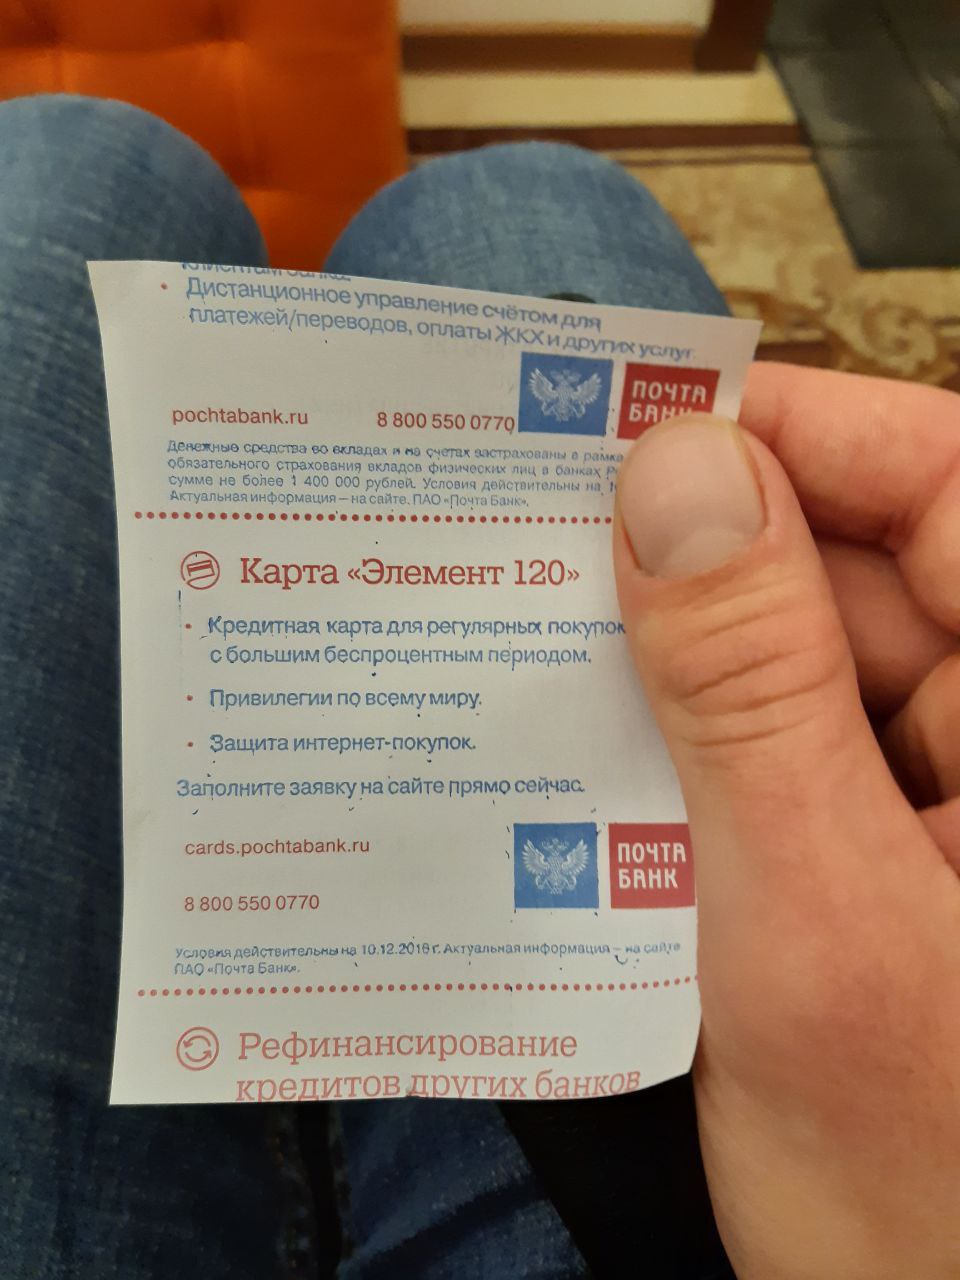 клиентам банка.
• Дистанционное управление счётом для
платежей/переводов, оплаты ЖКХ и других услуг.
pochtabank.ru 8 800 550 0770 ПОЧТА
БАНК
Денежные средства во вкладах и на счетах застрахованы в
обязательного страхования вкладов физических лиц в банках
сумме не более 1 400 000 рублей. Условия действительны на
Актуальная информация – на сайте. ПАО «Почта Банк».
Карта «Элемент 120»
• Кредитная карта для регулярных покупок
с большим беспроцентным периодом.
• Привилегии по всему миру.
• Защита интернет-покупок.
Заполните заявку на сайте прямо сейчас.
cards.pochtabank.ru
ПОЧТА
БАНК
8 800 550 0770
Условия действительны на 10.12.2018 г. Актуальная информация – на сайте
ПАО «Почта Банк».
Рефинансирование
кредитов других банков